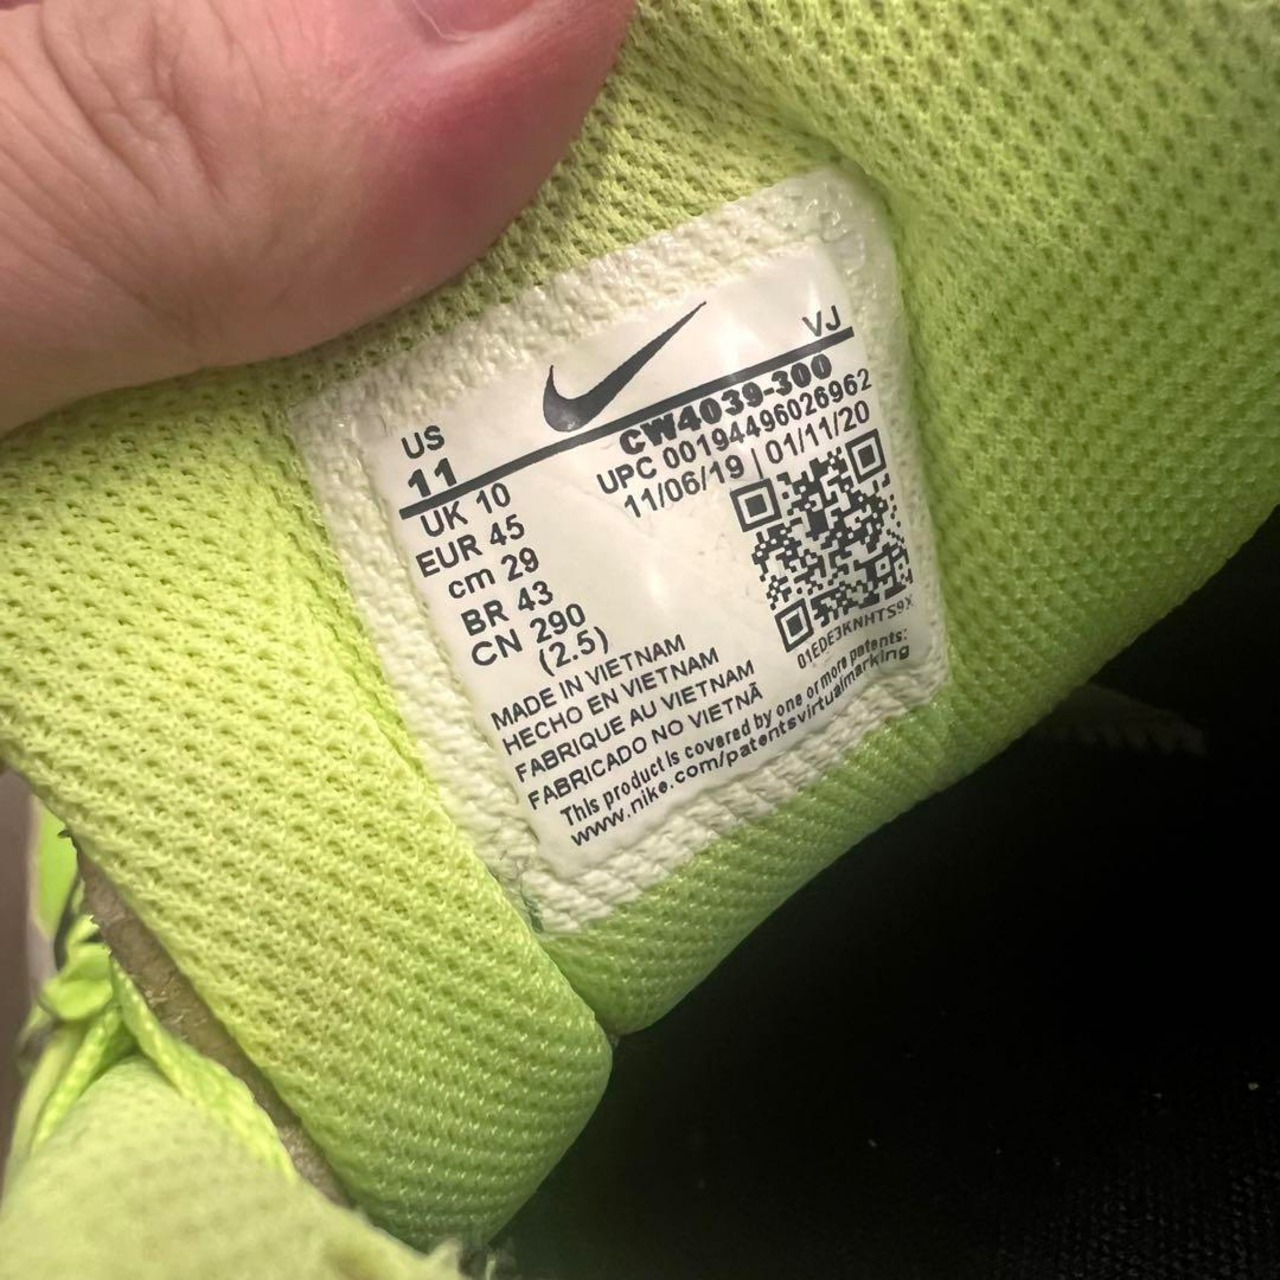 VJ
US
11
CW4039-300
UPC 00194496026962
11/06/19 | 01/11/20
UK 10
EUR 45
cm 29
BR 43
CN 290
(2.5)
01EDE3KNHTS9X
MADE IN VIETNAM
HECHO EN VIETNAM
FABRIQUE AU VIETNAM
FABRICADO NO VIETNÃ
This product is covered by one or more patents:
www.nike.com/patentsvirtualmarking